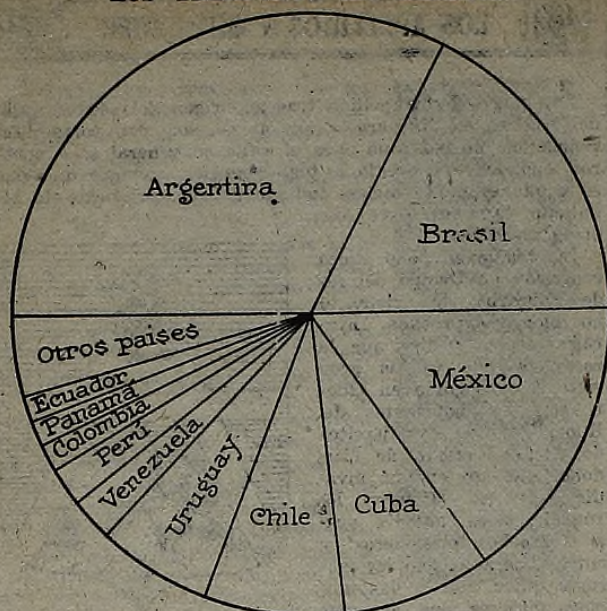 Argentina
Brasil
Otros paises
Ecuador
Panamá
Colombia
Perú
Venezuela
Uruguay
Chile
Cuba
México